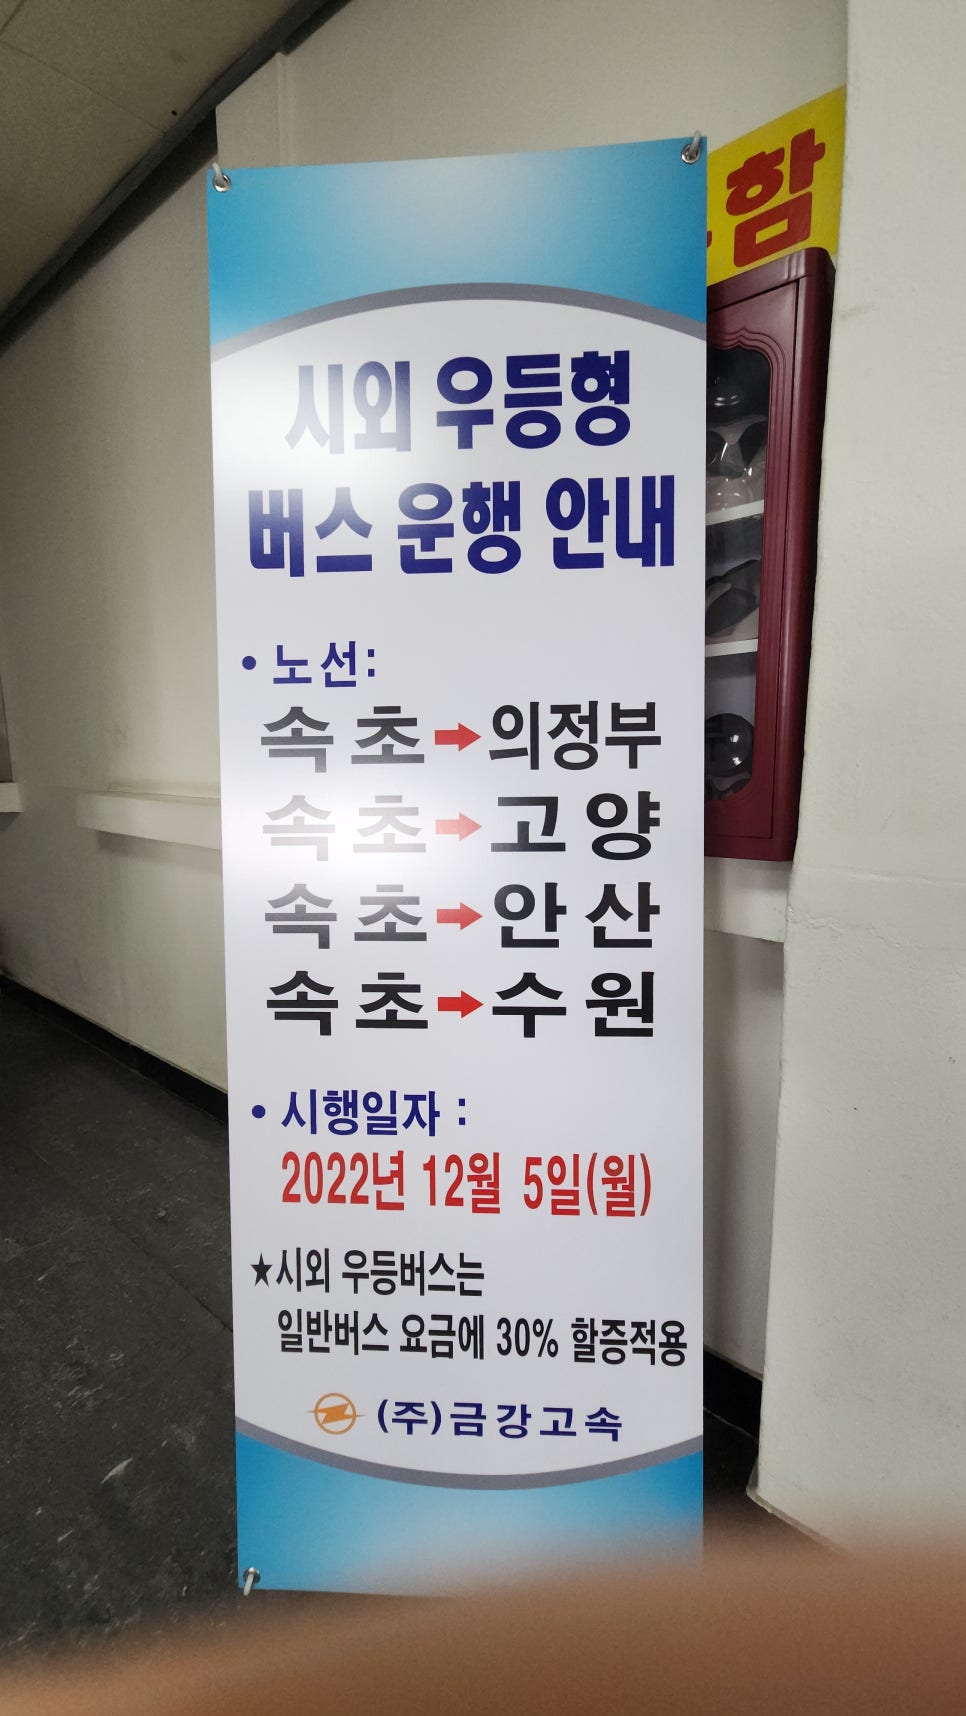 함
시외 우등형
버스 운행 안내
• 노선:
속초➡의정부
속초➡고양
속초➡안산
속초➡수원
• 시행일자 :
2022년 12월 5일(월)
★시외 우등버스는
일반버스 요금에 30% 할증적용
(주)금강고속